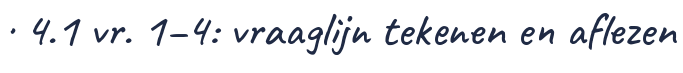 · 4.1 vr. 1–4: vraaglijn tekenen en aflezen